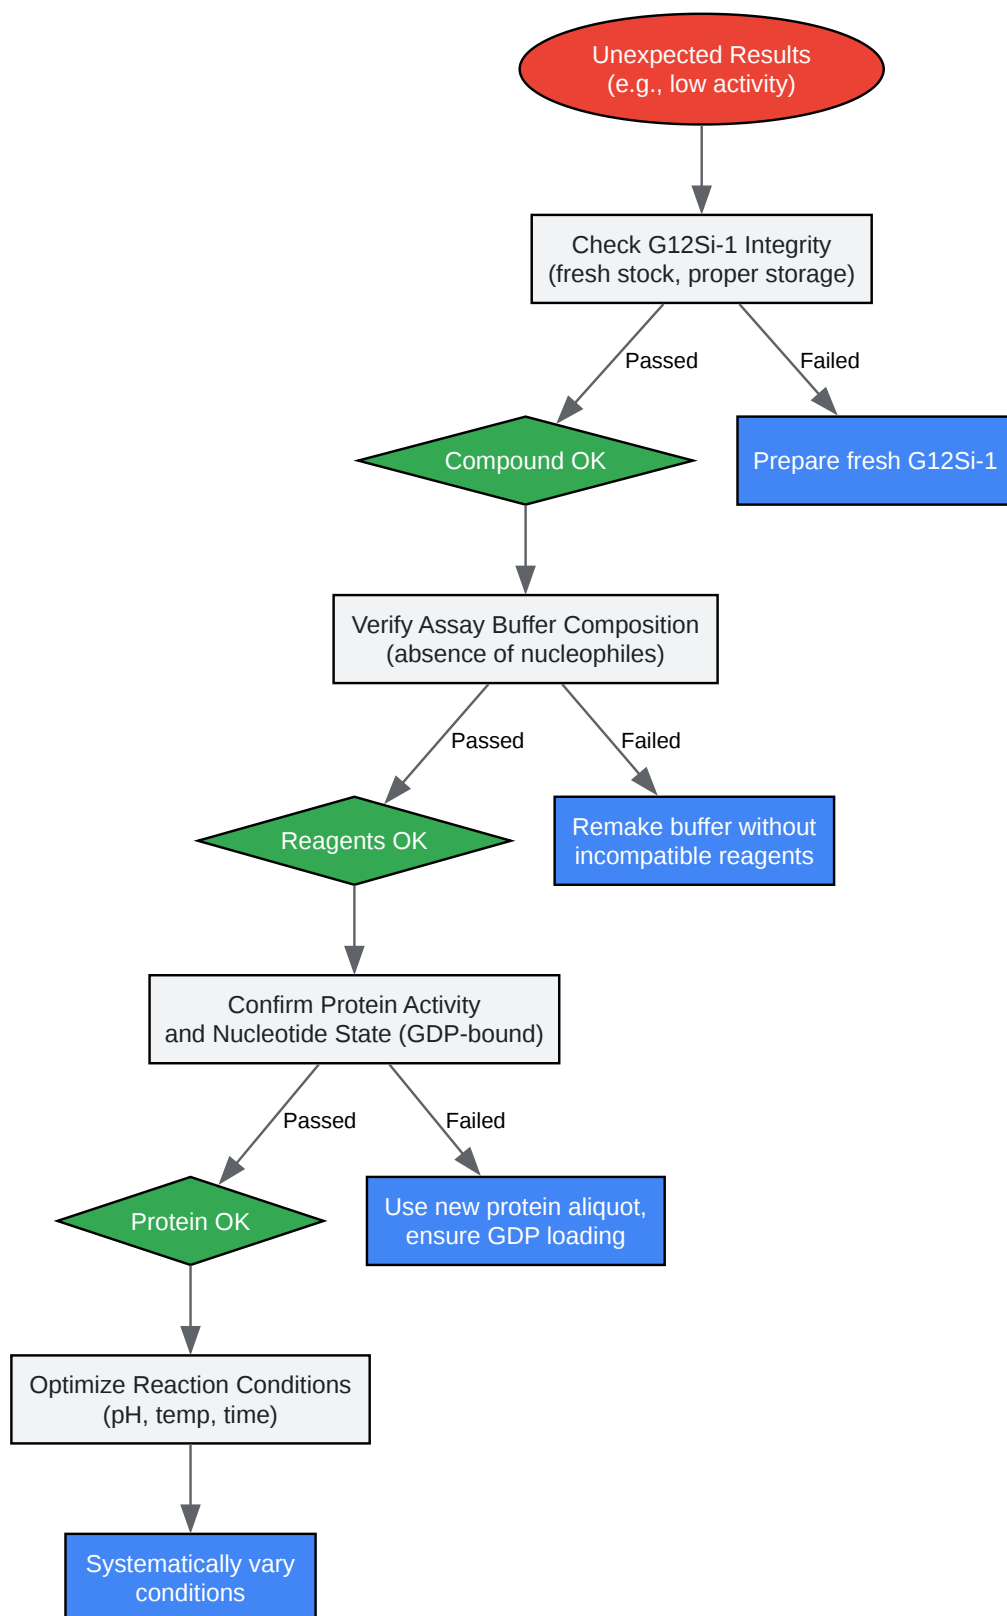 Unexpected Results
(e.g., low activity)
Check G12Si-1 Integrity
(fresh stock, proper storage)
Passed
Failed
Compound OK
Prepare fresh G12Si-1
Verify Assay Buffer Composition
(absence of nucleophiles)
Passed
Failed
Reagents OK
Remake buffer without
incompatible reagents
Confirm Protein Activity
and Nucleotide State (GDP-bound)
Passed
Failed
Protein OK
Use new protein aliquot,
ensure GDP loading
Optimize Reaction Conditions
(pH, temp, time)
Systematically vary
conditions